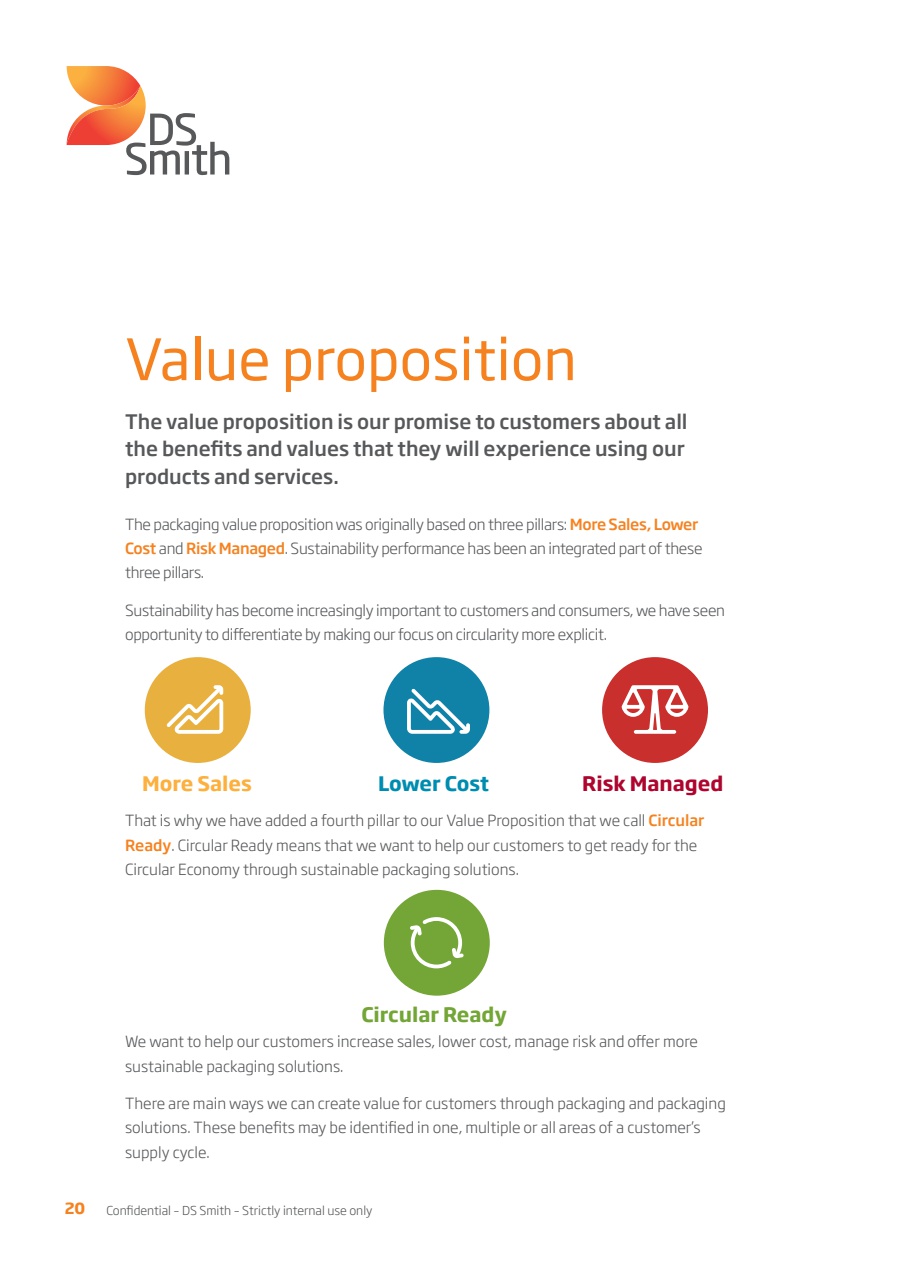 DS
Smith
Value proposition
The value proposition is our promise to customers about all
the benefits and values that they will experience using our
products and services.
The packaging value proposition was originally based on three pillars: More Sales, Lower
Cost and Risk Managed. Sustainability performance has been an integrated part of these
three pillars.
Sustainability has become increasingly important to customers and consumers, we have seen
opportunity to differentiate by making our focus on circularity more explicit.
More Sales
Lower Cost
Risk Managed
That is why we have added a fourth pillar to our Value Proposition that we call Circular
Ready. Circular Ready means that we want to help our customers to get ready for the
Circular Economy through sustainable packaging solutions.
Circular Ready
We want to help our customers increase sales, lower cost, manage risk and offer more
sustainable packaging solutions.
There are main ways we can create value for customers through packaging and packaging
solutions. These benefits may be identified in one, multiple or all areas of a customer's
supply cycle.
20 Confidential – DS Smith – Strictly internal use only